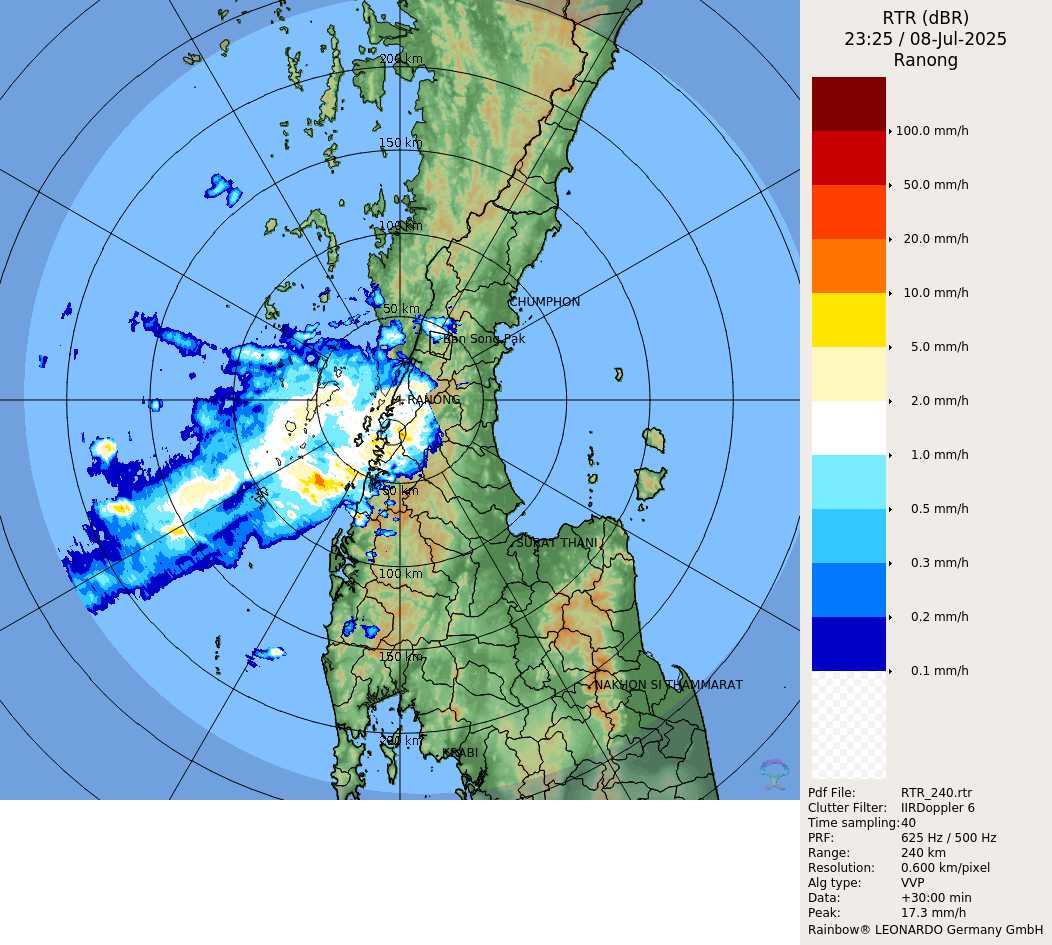 RTR (dBR)
23:25 / 08-Jul-2025
Ranong
100.0 mm/h
50.0 mm/h
20.0 mm/h
10.0 mm/h
5.0 mm/h
2.0 mm/h
1.0 mm/h
0.5 mm/h
0.3 mm/h
0.2 mm/h
0.1 mm/h
200 km
150 km
100 km
50 km
CHUMPHON
Ban Song Pak
RANONG
50 km
SURAT THANI
100 km
150 km
NAKHON SI THAMMARAT
200 km
KRABI
Pdf File: RTR_240.rtr
Clutter Filter: IIRDoppler 6
Time sampling: 40
PRF: 625 Hz / 500 Hz
Range: 240 km
Resolution: 0.600 km/pixel
Alg type: VVP
Data: +30:00 min
Peak: 17.3 mm/h
Rainbow® LEONARDO Germany GmbH